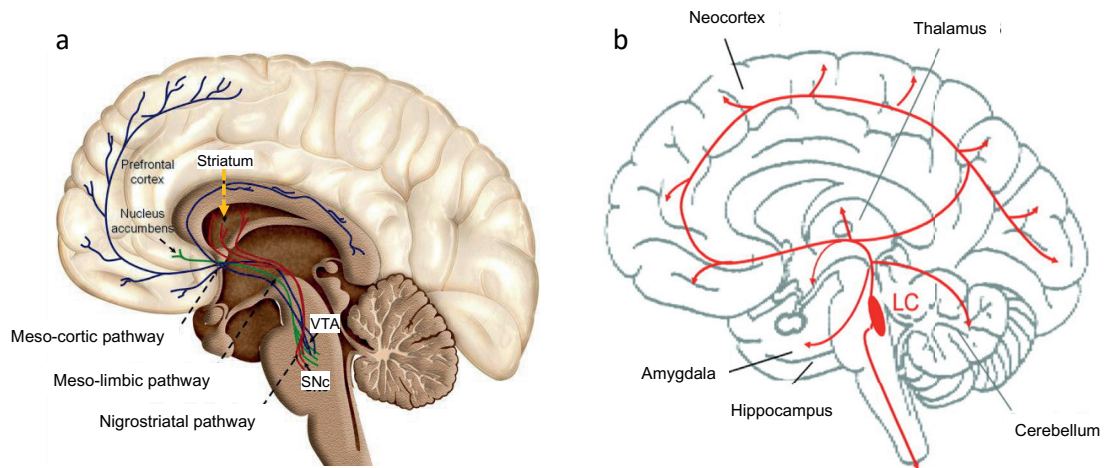 a
Prefrontal
cortex
Striatum
Nucleus
accumbens
Meso-cortic pathway
VTA
Meso-limbic pathway
SNc
Nigrostriatal pathway
b
Neocortex
Thalamus
LC
Amygdala
Hippocampus
Cerebellum